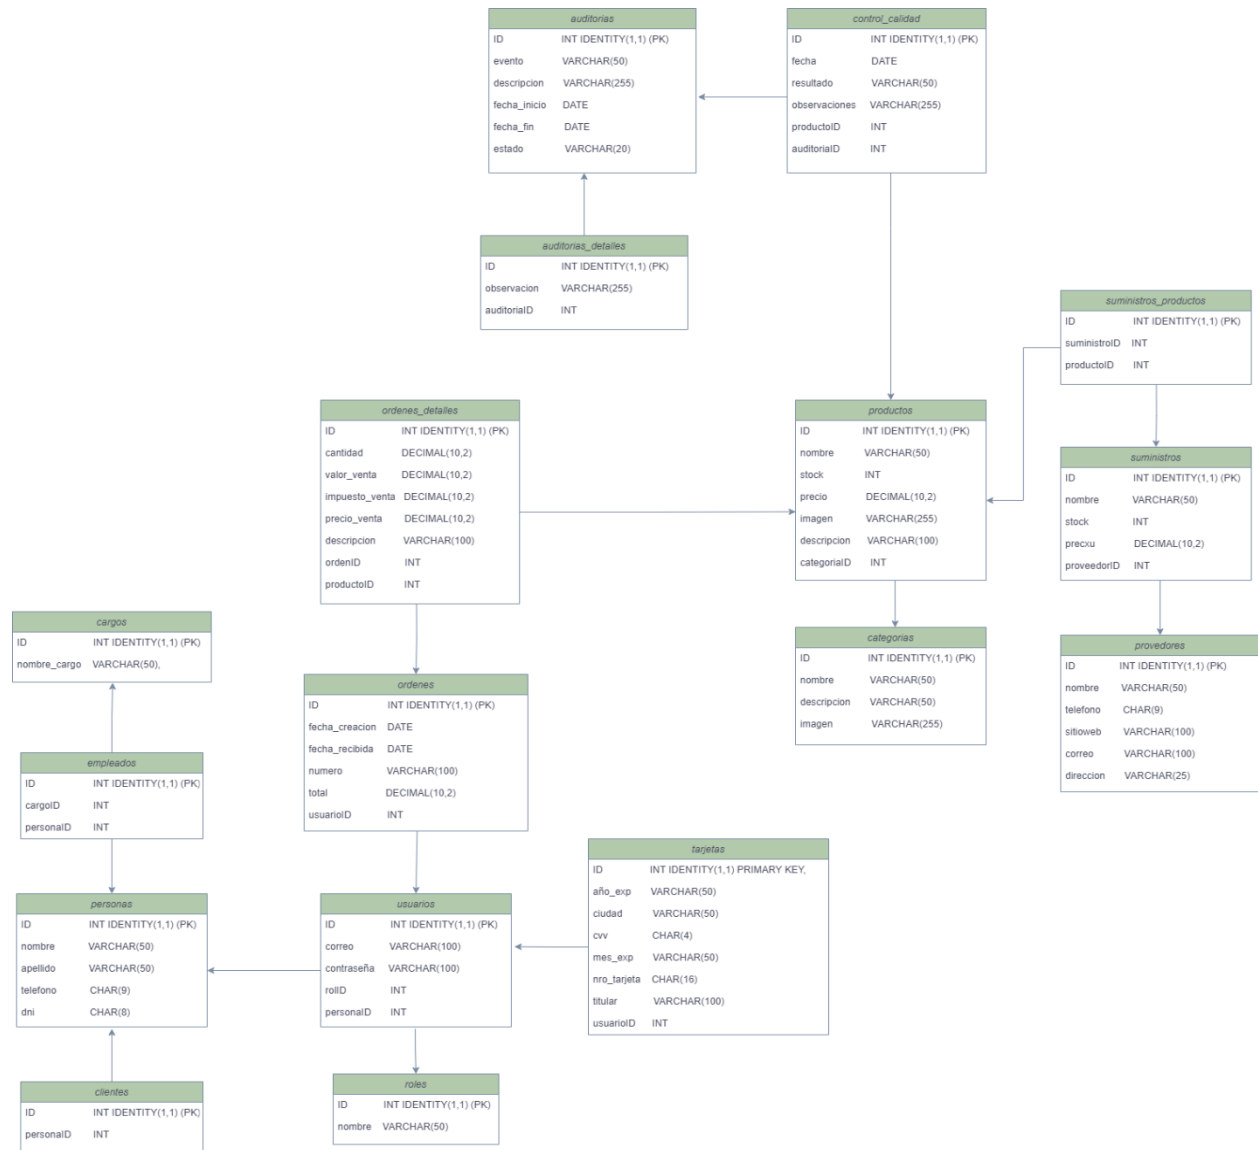 auditorias
ID INT IDENTITY(1,1) (PK)
evento VARCHAR(50)
descripcion VARCHAR(255)
fecha_inicio DATE
fecha_fin DATE
estado VARCHAR(20)
control_calidad
ID INT IDENTITY(1,1) (PK)
fecha DATE
resultado VARCHAR(50)
observaciones VARCHAR(255)
productoID INT
auditoriaID INT
auditorias_detalles
ID INT IDENTITY(1,1) (PK)
observacion VARCHAR(255)
auditoriaID INT
suministros_productos
ID INT IDENTITY(1,1) (PK)
suministroID INT
productoID INT
ordenes_detalles
ID INT IDENTITY(1,1) (PK)
cantidad DECIMAL(10,2)
valor_venta DECIMAL(10,2)
impuesto_venta DECIMAL(10,2)
precio_venta DECIMAL(10,2)
descripcion VARCHAR(100)
ordenID INT
productoID INT
productos
ID INT IDENTITY(1,1) (PK)
nombre VARCHAR(50)
stock INT
precio DECIMAL(10,2)
imagen VARCHAR(255)
descripcion VARCHAR(100)
categoriaID INT
suministros
ID INT IDENTITY(1,1) (PK)
nombre VARCHAR(50)
stock INT
precxu DECIMAL(10,2)
proveedorID INT
cargos
ID INT IDENTITY(1,1) (PK)
nombre_cargo VARCHAR(50),
categorias
ID INT IDENTITY(1,1) (PK)
nombre VARCHAR(50)
descripcion VARCHAR(50)
imagen VARCHAR(255)
provedores
ID INT IDENTITY(1,1) (PK)
nombre VARCHAR(50)
telefono CHAR(9)
sitioweb VARCHAR(100)
correo VARCHAR(100)
direccion VARCHAR(25)
ordenes
ID INT IDENTITY(1,1) (PK)
fecha_creacion DATE
fecha_recibida DATE
numero VARCHAR(100)
total DECIMAL(10,2)
usuarioID INT
empleados
ID INT IDENTITY(1,1) (PK)
cargoID INT
personaID INT
tarjetas
ID INT IDENTITY(1,1) PRIMARY KEY,
año_exp VARCHAR(50)
ciudad VARCHAR(50)
cvv CHAR(4)
mes_exp VARCHAR(50)
nro_tarjeta CHAR(16)
titular VARCHAR(100)
usuarioID INT
personas
ID INT IDENTITY(1,1) (PK)
nombre VARCHAR(50)
apellido VARCHAR(50)
telefono CHAR(9)
dni CHAR(8)
usuarios
ID INT IDENTITY(1,1) (PK)
correo VARCHAR(100)
contraseña VARCHAR(100)
rolID INT
personaID INT
clientes
ID INT IDENTITY(1,1) (PK)
personaID INT
roles
ID INT IDENTITY(1,1) (PK)
nombre VARCHAR(50)